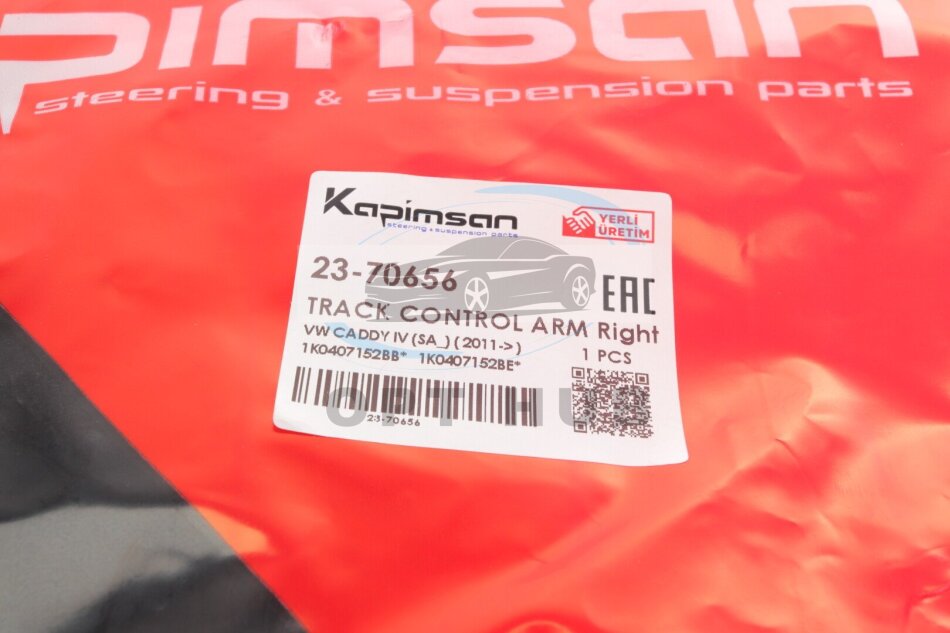 Kapimsan
steering & suspension parts
Kapimsan
steering & suspension parts
YERLİ
ÜRETİM
23-70656
EAC
TRACK CONTROL ARM Right
VW CADDY IV (SA_) ( 2011-> )
1 PCS
1K0407152BB* 1K0407152BE*
23-70656